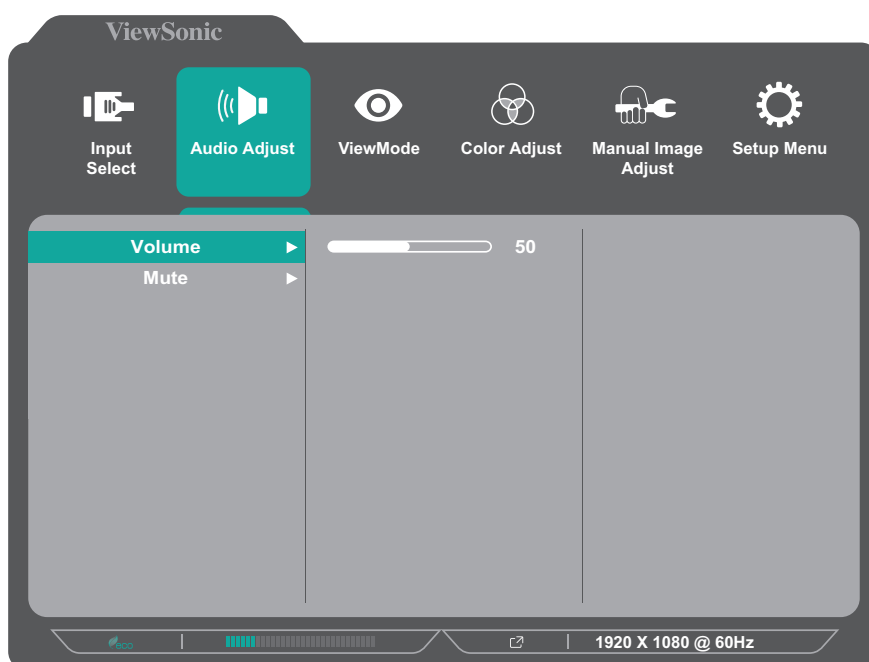 ViewSonic
Input
Select
Audio Adjust
ViewMode
Color Adjust
Manual Image
Adjust
Setup Menu
Volume
50
Mute
eco
1920 X 1080 @ 60Hz